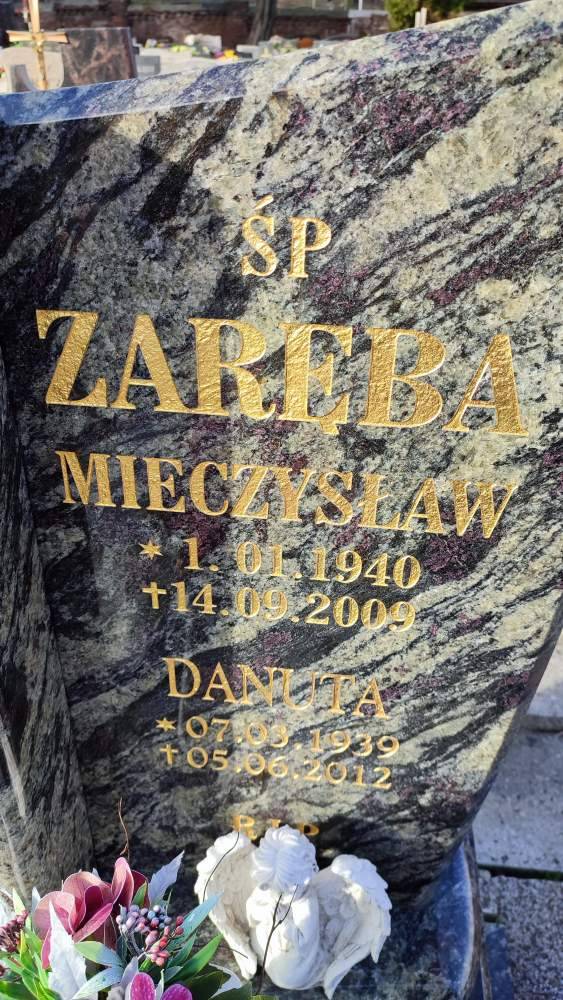 ŚP
ZARĘBA
MIECZYSŁAW
* 1. 01. 1940
† 14.09.2009
DANUTA
* 07.03.1939
† 05.06.2012
R.I.P